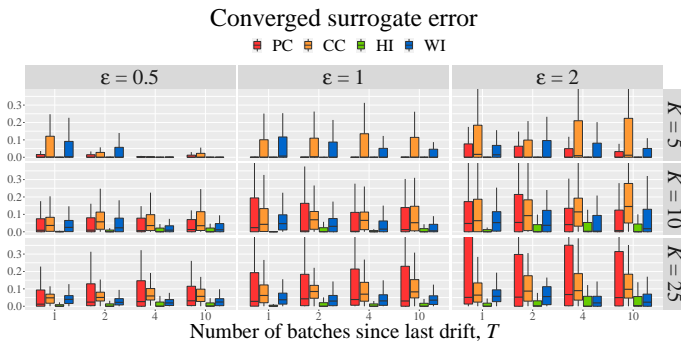 Converged surrogate error
PC CC HI WI
ε = 0.5 ε = 1 ε = 2
0.3
0.2
0.1
0.0
K = 5
0.3
0.2
0.1
0.0
K = 10
0.3
0.2
0.1
0.0
K = 25
1 2 4 10 1 2 4 10 1 2 4 10
Number of batches since last drift, T